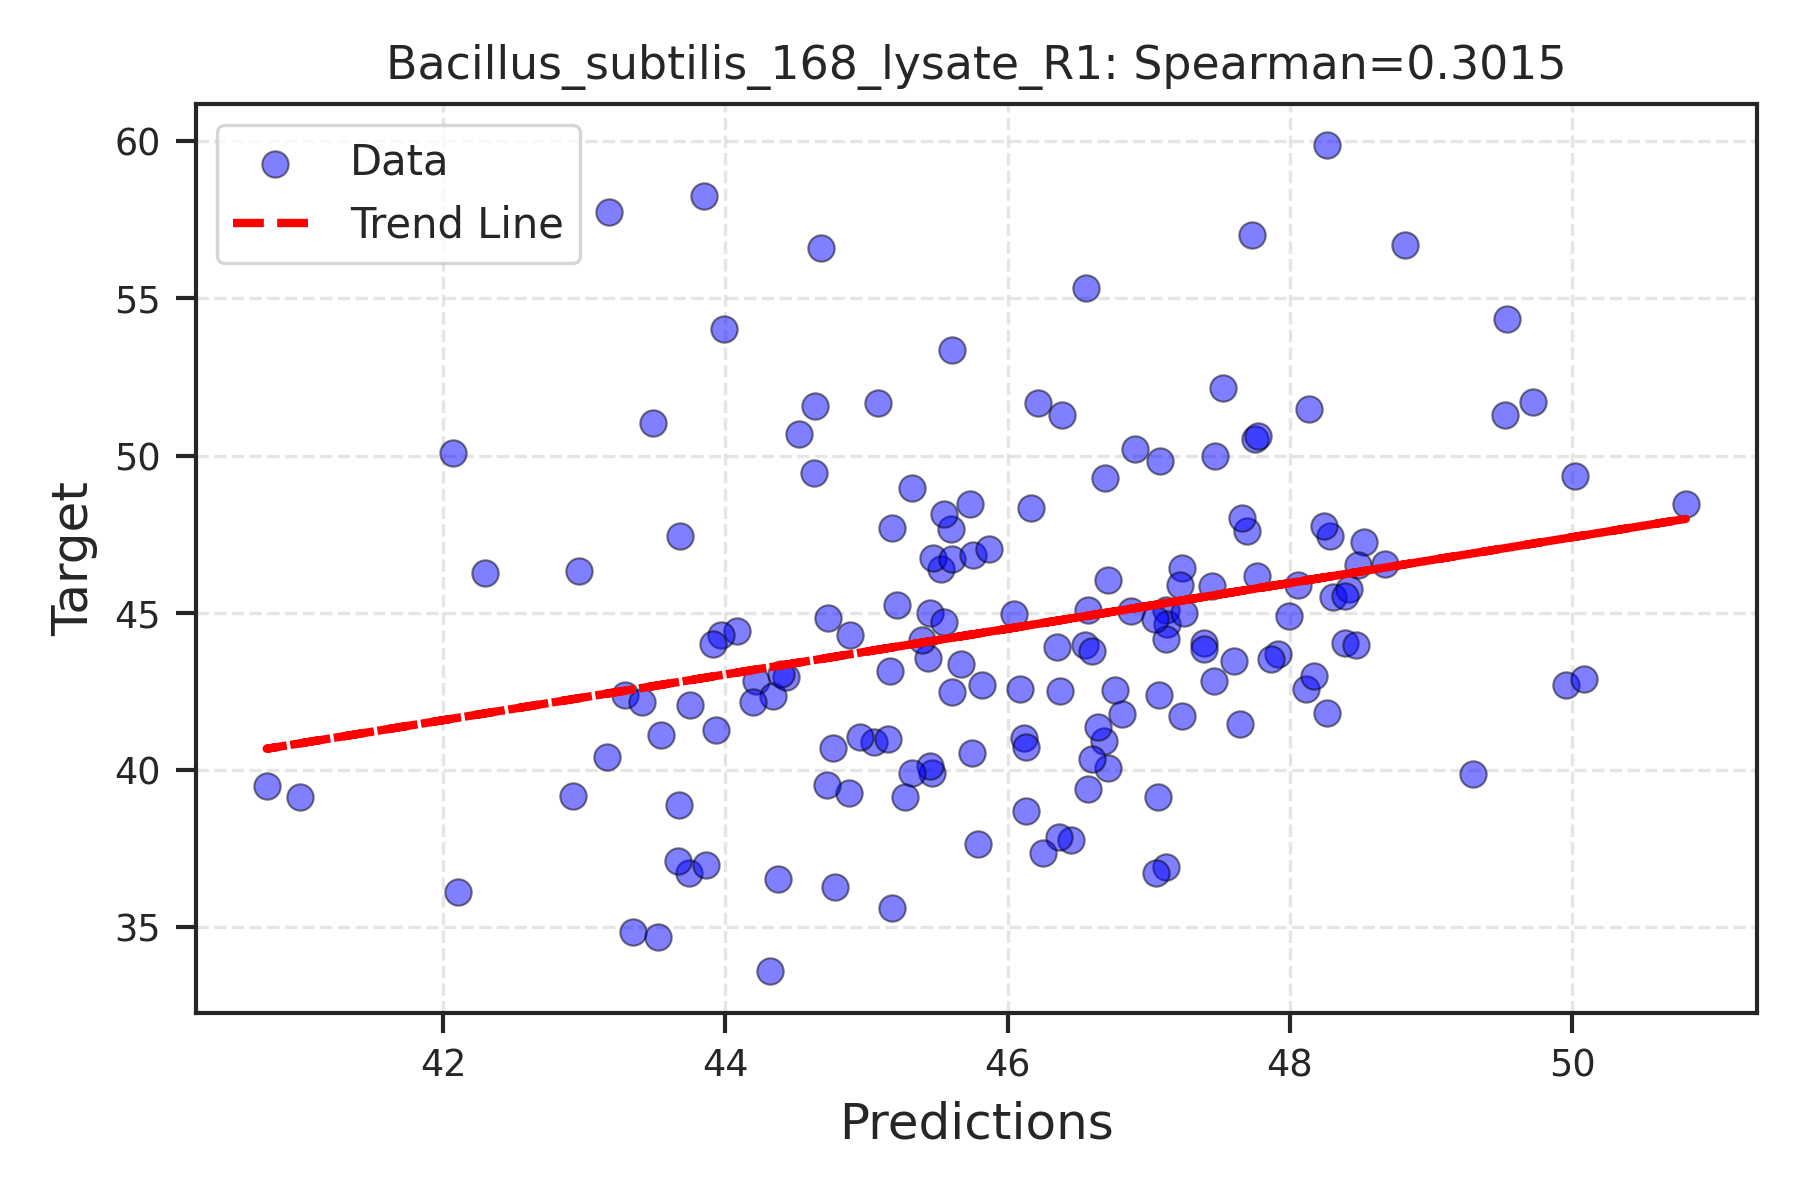 Bacillus_subtilis_168_lysate_R1: Spearman=0.3015
Data
Trend Line
60
55
50
45
40
35
Target
42 44 46 48 50
Predictions